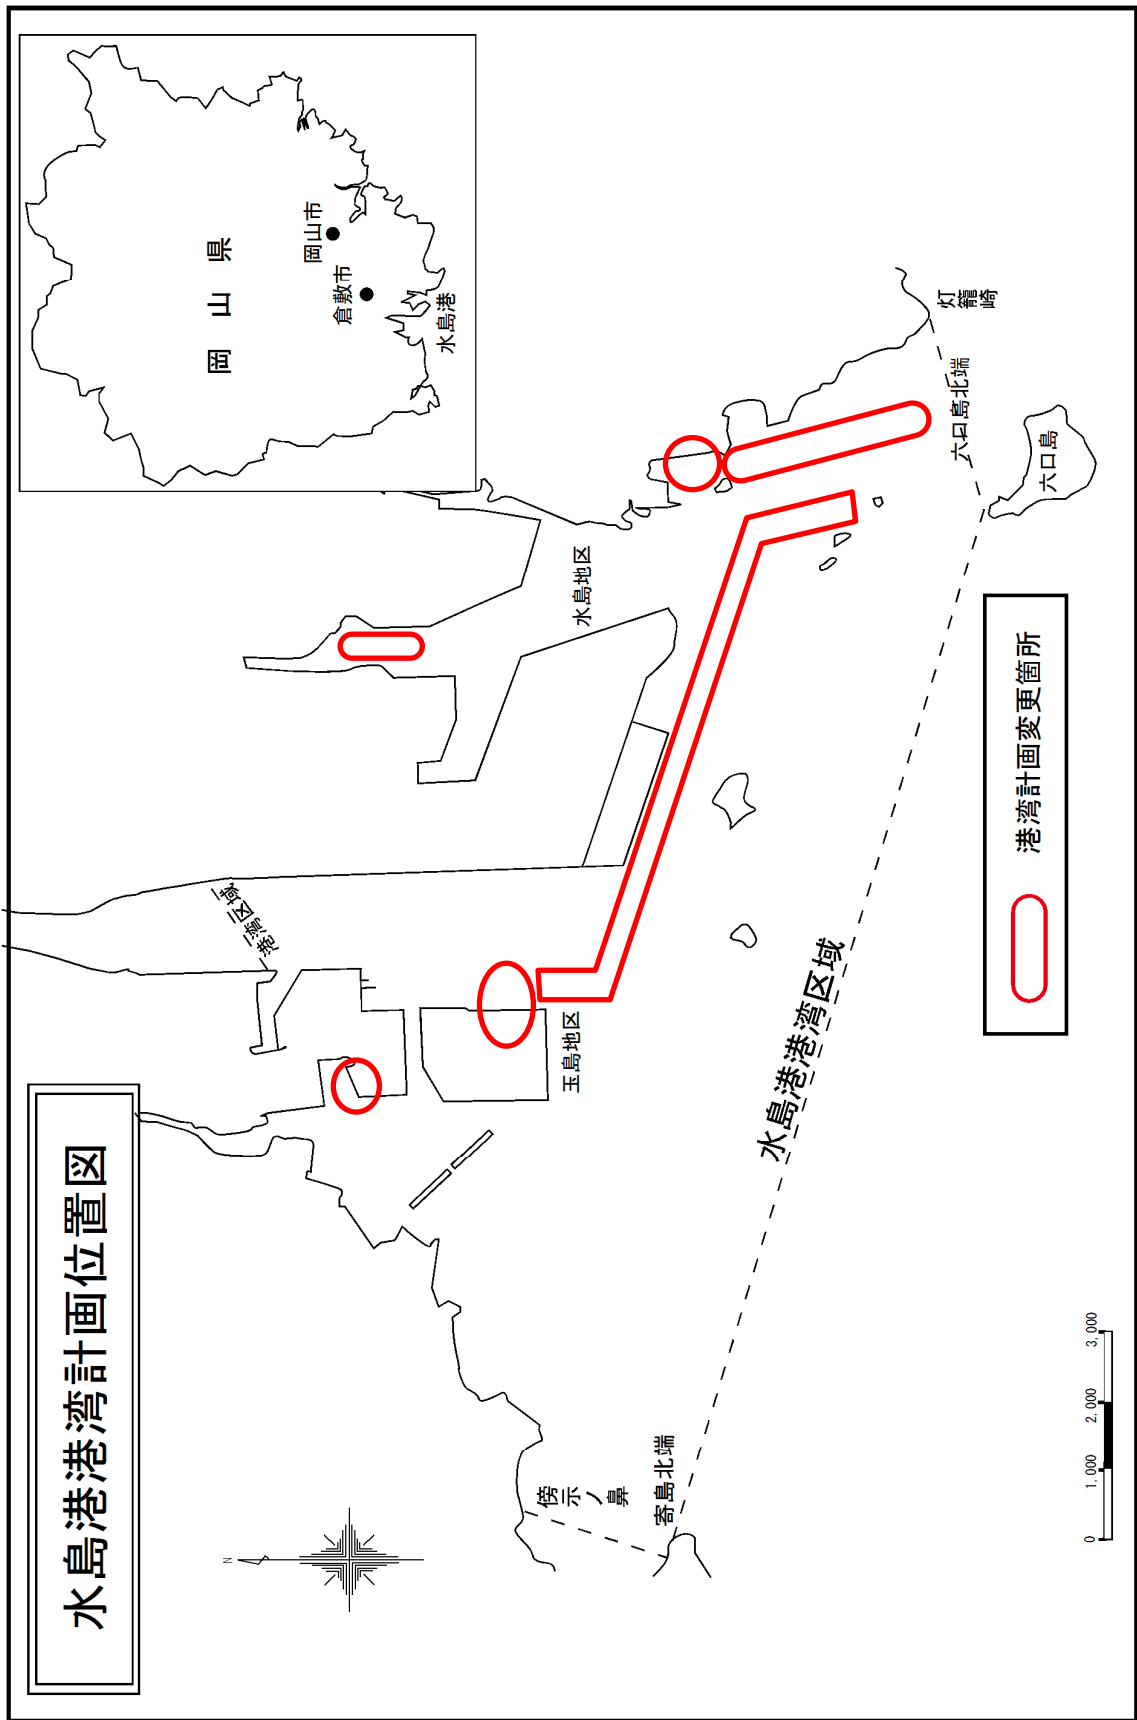 水島港港湾計画位置図
岡山県
岡山市
倉敷市
水島港
港湾区域
水島地区
玉島地区
灯籠崎
六口島北端
六口島
水島港港湾区域
傍示ノ鼻
寄島北端
N
港湾計画変更箇所
0 1,000 2,000 3,000